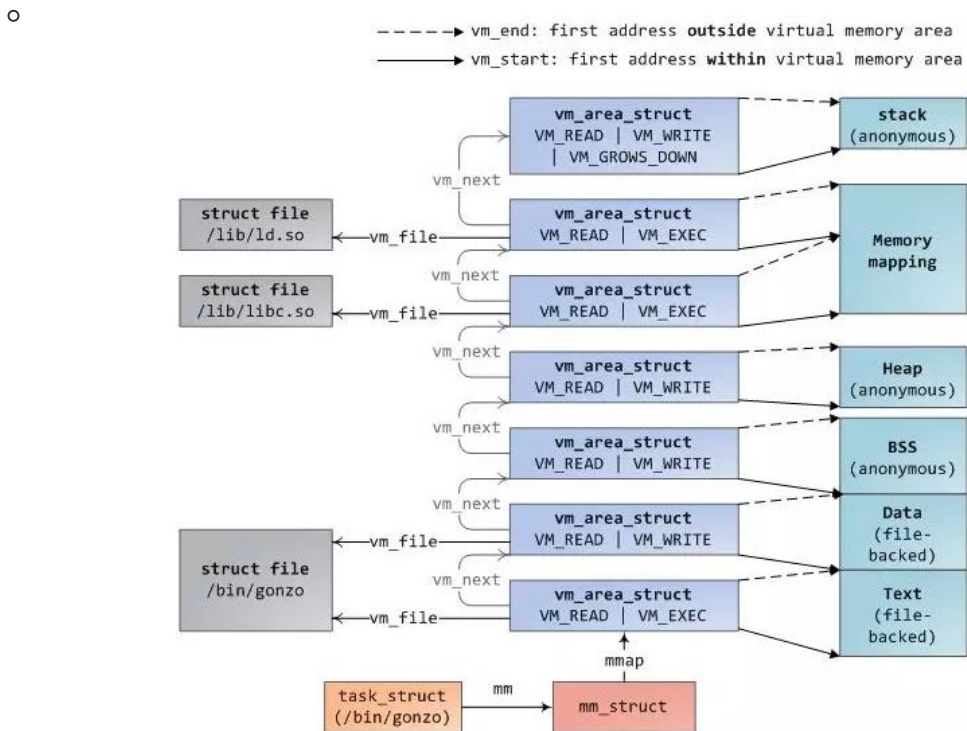 vm_end: first address outside virtual memory area
vm_start: first address within virtual memory area
vm_area_struct
VM_READ | VM_WRITE
| VM_GROWS_DOWN
stack
(anonymous)
vm_next
struct file
/lib/ld.so
vm_file
vm_area_struct
VM_READ | VM_EXEC
Memory
mapping
vm_next
struct file
/lib/libc.so
vm_file
vm_area_struct
VM_READ | VM_EXEC
vm_next
vm_area_struct
VM_READ | VM_WRITE
Heap
(anonymous)
vm_next
vm_area_struct
VM_READ | VM_WRITE
BSS
(anonymous)
vm_next
vm_file
vm_area_struct
VM_READ | VM_WRITE
Data
(file-
backed)
struct file
/bin/gonzo
vm_next
vm_file
vm_area_struct
VM_READ | VM_EXEC
Text
(file-
backed)
mmap
task_struct
(/bin/gonzo)
mm
mm_struct